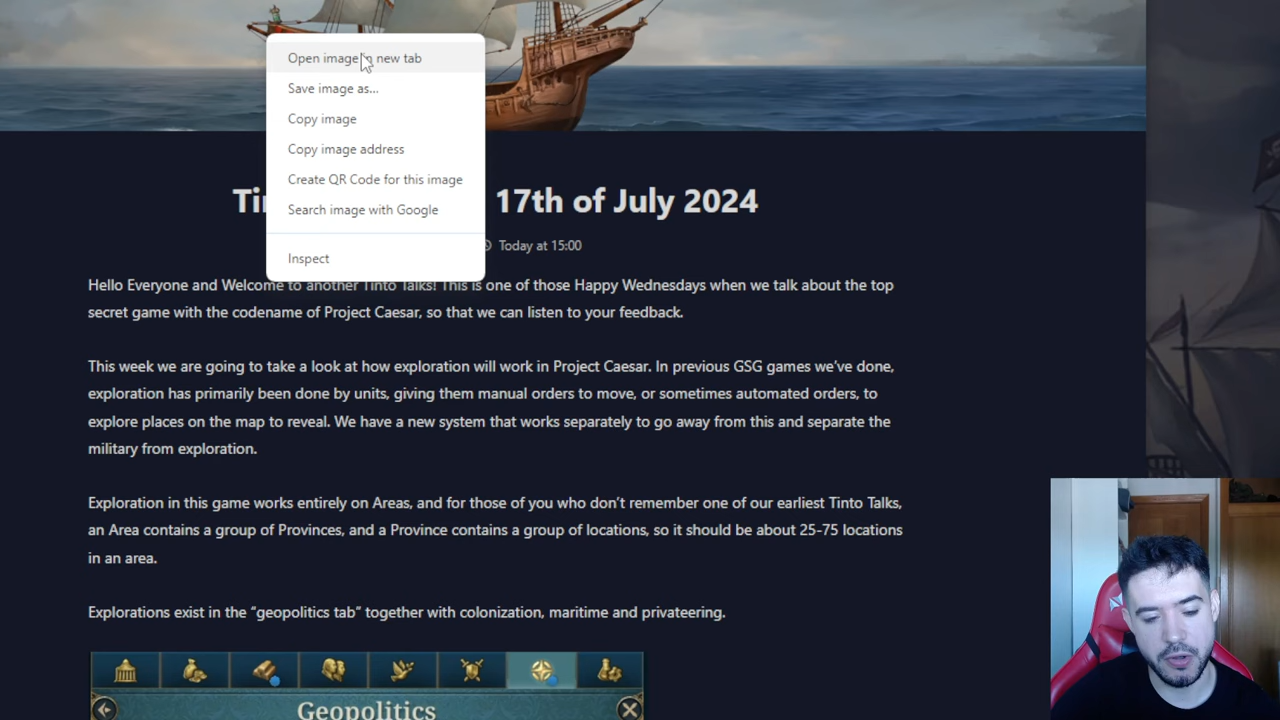 Open image in new tab
Save image as...
Copy image
Copy image address
Create QR Code for this image
Search image with Google
Inspect
17th of July 2024
Today at 15:00
Hello Everyone and Welcome to another Tinto Talks! This is one of those Happy Wednesdays when we talk about the top
secret game with the codename of Project Caesar, so that we can listen to your feedback.
This week we are going to take a look at how exploration will work in Project Caesar. In previous GSG games we’ve done,
exploration has primarily been done by units, giving them manual orders to move, or sometimes automated orders, to
explore places on the map to reveal. We have a new system that works separately to go away from this and separate the
military from exploration.
Exploration in this game works entirely on Areas, and for those of you who don’t remember one of our earliest Tinto Talks,
an Area contains a group of Provinces, and a Province contains a group of locations, so it should be about 25-75 locations
in an area.
Explorations exist in the “geopolitics tab” together with colonization, maritime and privateering.
Geopolitics